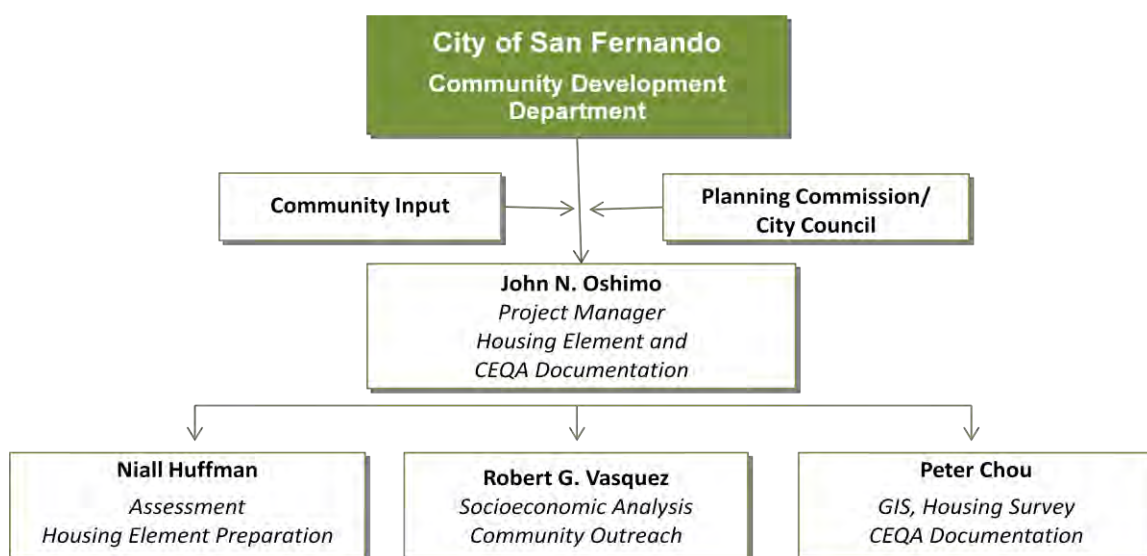 City of San Fernando
Community Development
Department
Community Input
Planning Commission/
City Council
John N. Oshimo
Project Manager
Housing Element and
CEQA Documentation
Niall Huffman
Assessment
Housing Element Preparation
Robert G. Vasquez
Socioeconomic Analysis
Community Outreach
Peter Chou
GIS, Housing Survey
CEQA Documentation